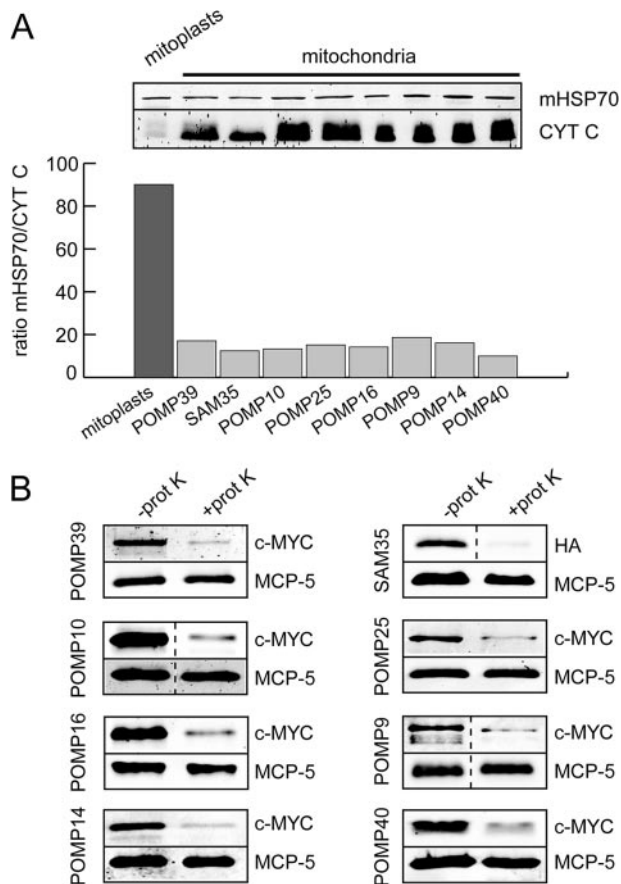 A
mitoplasts
mitochondria
mHSP70
CYT C
ratio mHSP70/CYT C
100
80
60
40
20
0
mitoplasts
POMP39
SAM35
POMP10
POMP25
POMP16
POMP9
POMP14
POMP40
B
-prot K
+prot K
-prot K
+prot K
POMP39
c-MYC
MCP-5
SAM35
HA
MCP-5
POMP10
c-MYC
MCP-5
POMP25
c-MYC
MCP-5
POMP16
c-MYC
MCP-5
POMP9
c-MYC
MCP-5
POMP14
c-MYC
MCP-5
POMP40
c-MYC
MCP-5